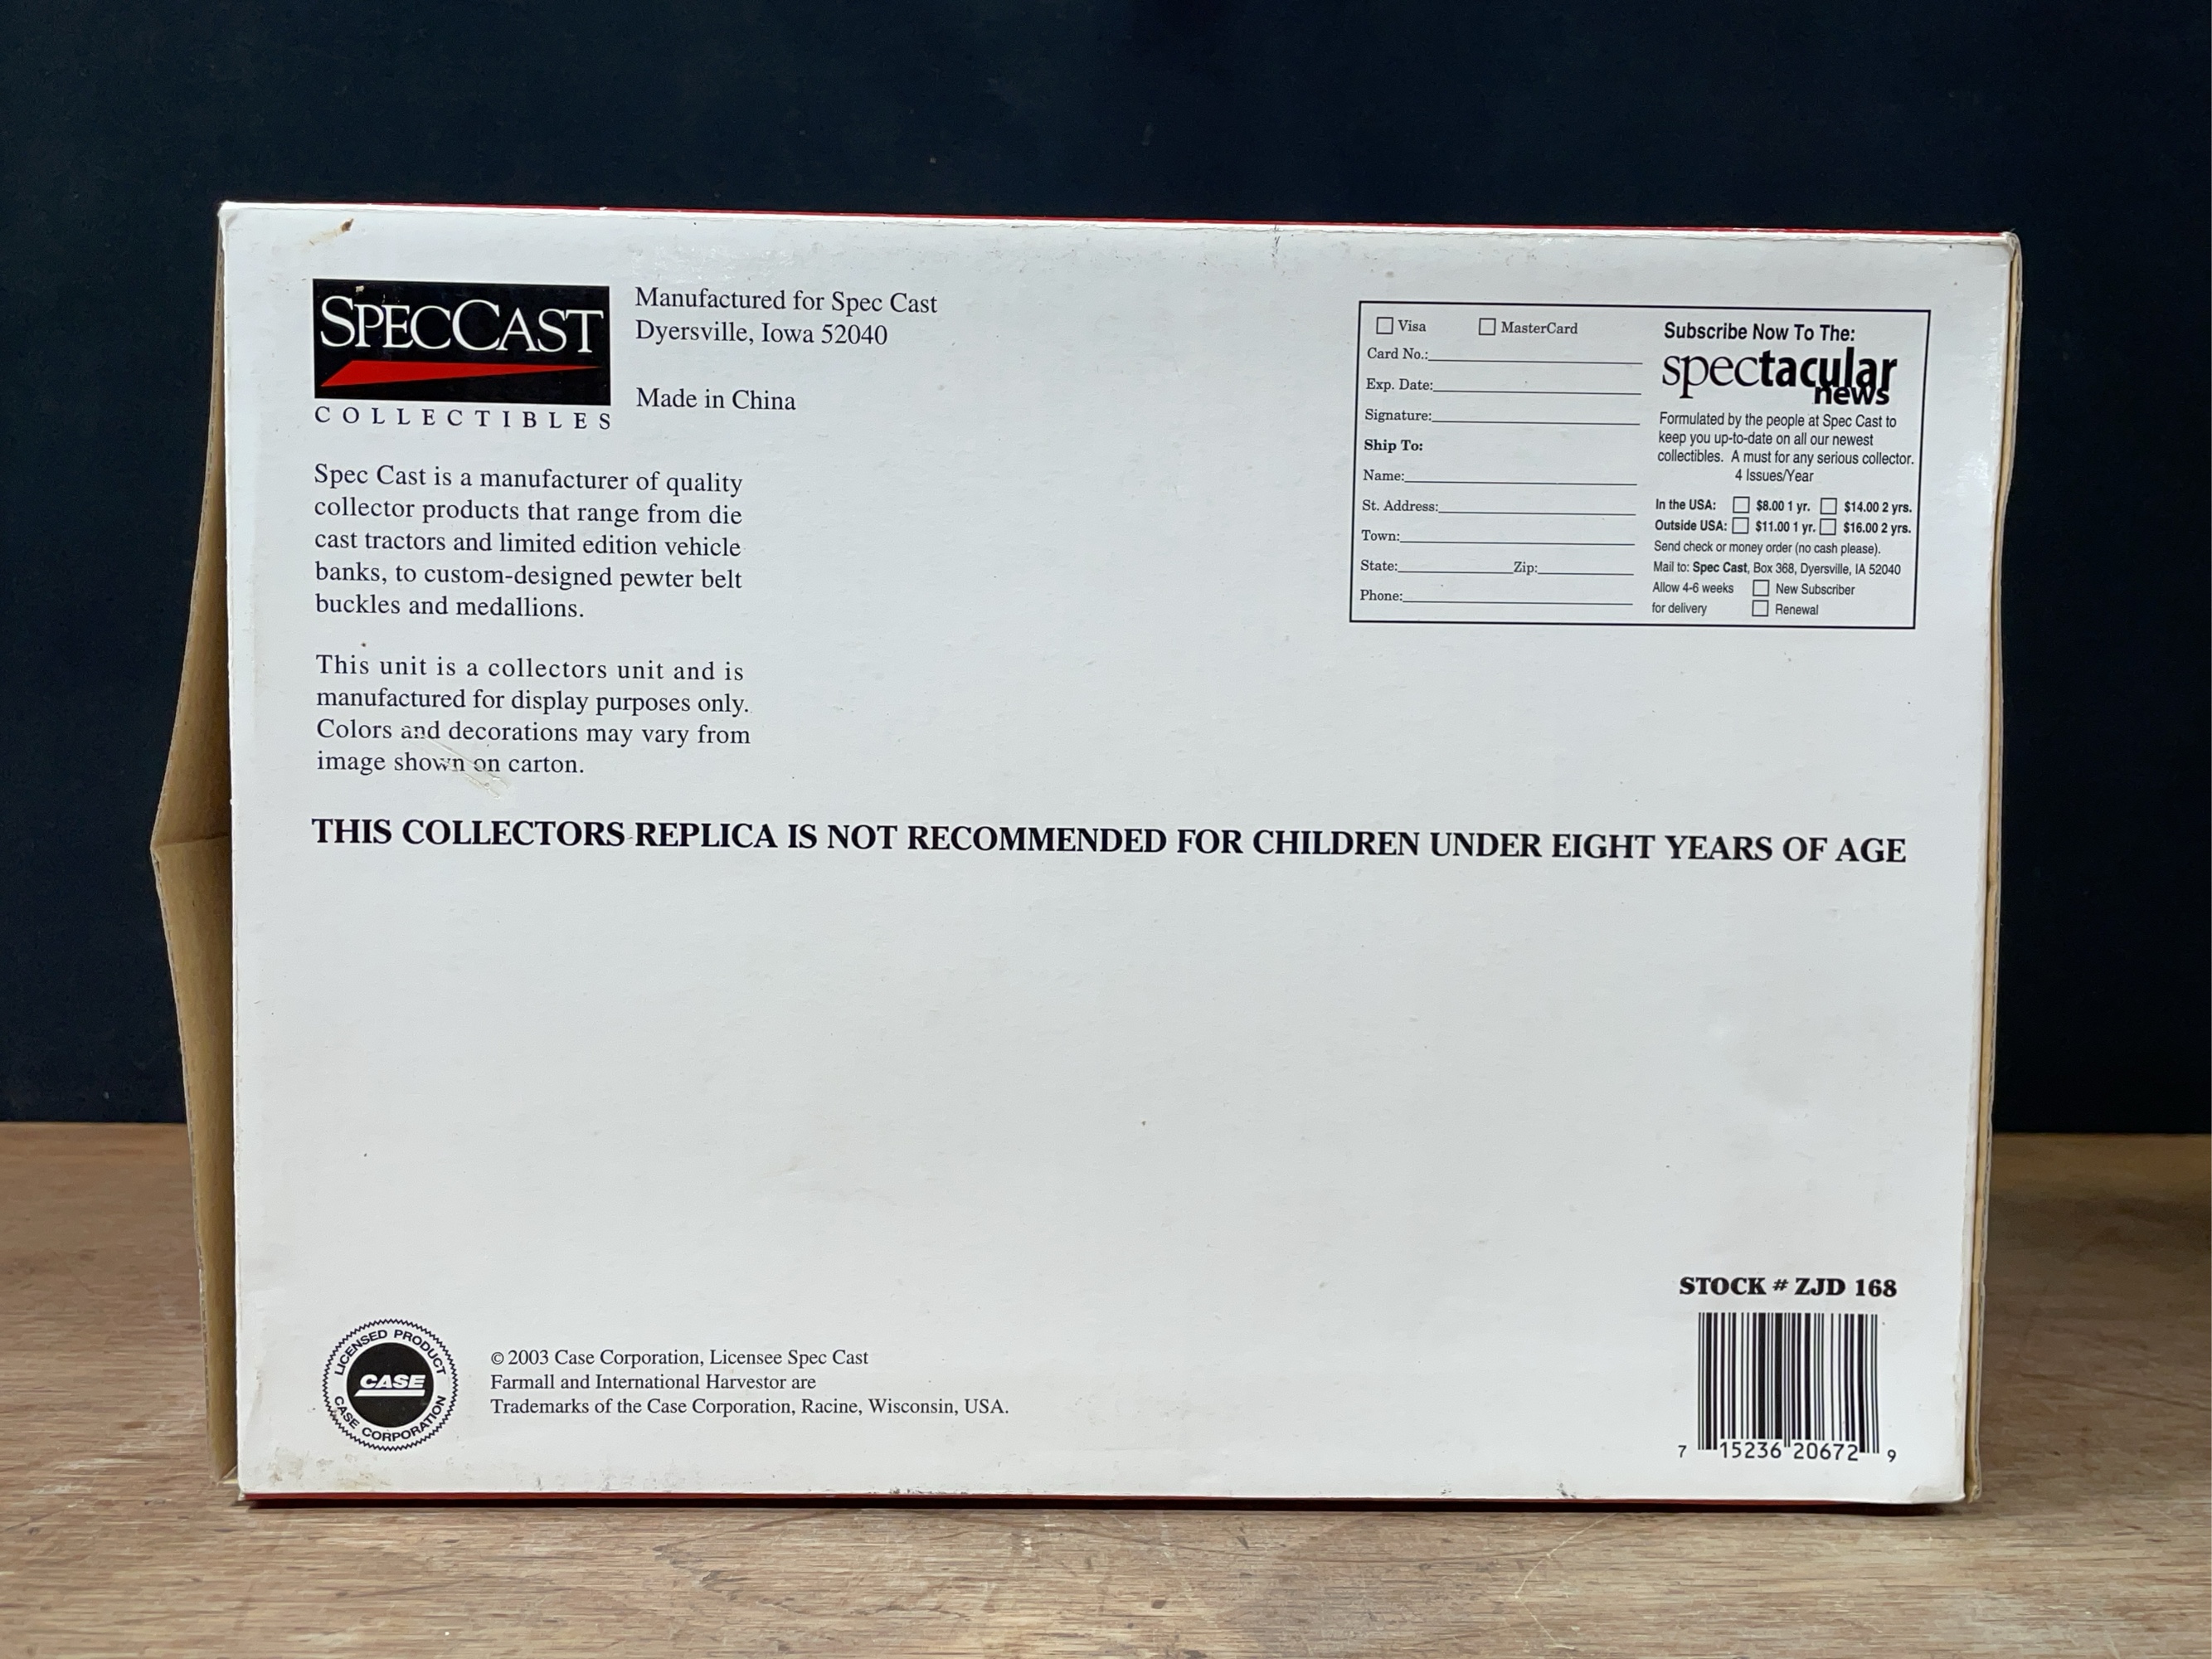 SPECCAST
COLLECTIBLES
Manufactured for Spec Cast
Dyersville, Iowa 52040
Made in China
Spec Cast is a manufacturer of quality
collector products that range from die
cast tractors and limited edition vehicle
banks, to custom-designed pewter belt
buckles and medallions.
This unit is a collectors unit and is
manufactured for display purposes only.
Colors and decorations may vary from
image shown on carton.
Visa MasterCard
Card No.:
Exp. Date:
Signature:
Ship To:
Name:
St. Address:
Town:
State: Zip:
Phone:
Subscribe Now To The:
spectacular
news
Formulated by the people at Spec Cast to
keep you up-to-date on all our newest
collectibles. A must for any serious collector.
4 Issues/Year
In the USA: $8.00 1 yr. $14.00 2 yrs.
Outside USA: $11.00 1 yr. $16.00 2 yrs.
Send check or money order (no cash please).
Mail to: Spec Cast, Box 368, Dyersville, IA 52040
Allow 4-6 weeks New Subscriber
for delivery Renewal
THIS COLLECTORS REPLICA IS NOT RECOMMENDED FOR CHILDREN UNDER EIGHT YEARS OF AGE
LICENSED PRODUCT
CASE
CASE CORPORATION
© 2003 Case Corporation, Licensee Spec Cast
Farmall and International Harvestor are
Trademarks of the Case Corporation, Racine, Wisconsin, USA.
STOCK # ZJD 168
7 15236 20672 9